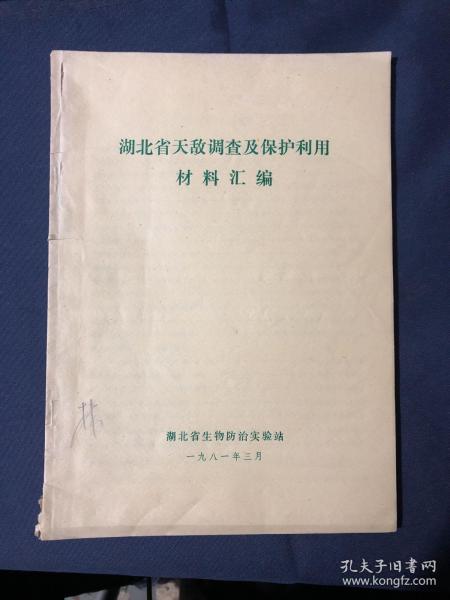 湖北省天敌调查及保护利用
材料汇编
湖北省生物防治实验站
一九八一年三月
孔夫子旧书网
www.kongfz.com